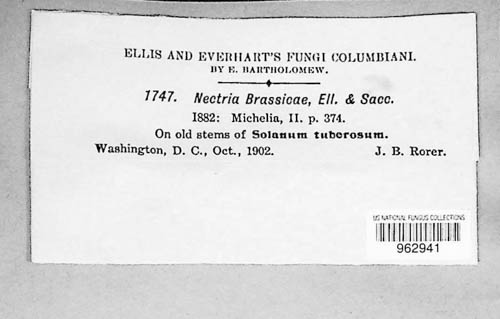 ELLIS AND EVERHART'S FUNGI COLUMBIANI.
BY E. BARTHOLOMEW.
1747. Nectria Brassicae, Ell. & Sacc.
1882: Michelia, II. p. 374.
On old stems of Solanum tuberosum.
Washington, D. C., Oct., 1902. J. B. Rorer.
US NATIONAL FUNGUS COLLECTIONS
962941